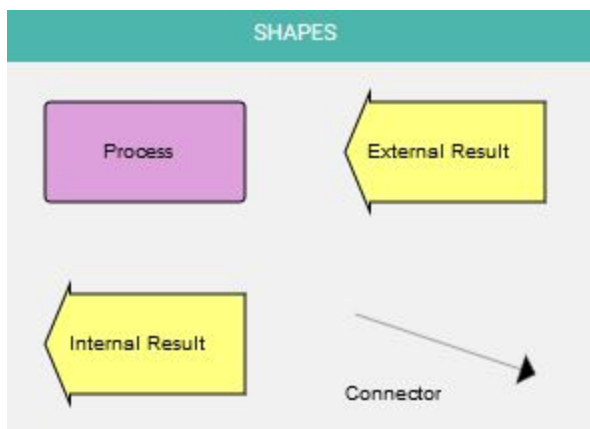 SHAPES
Process
External Result
Internal Result
Connector